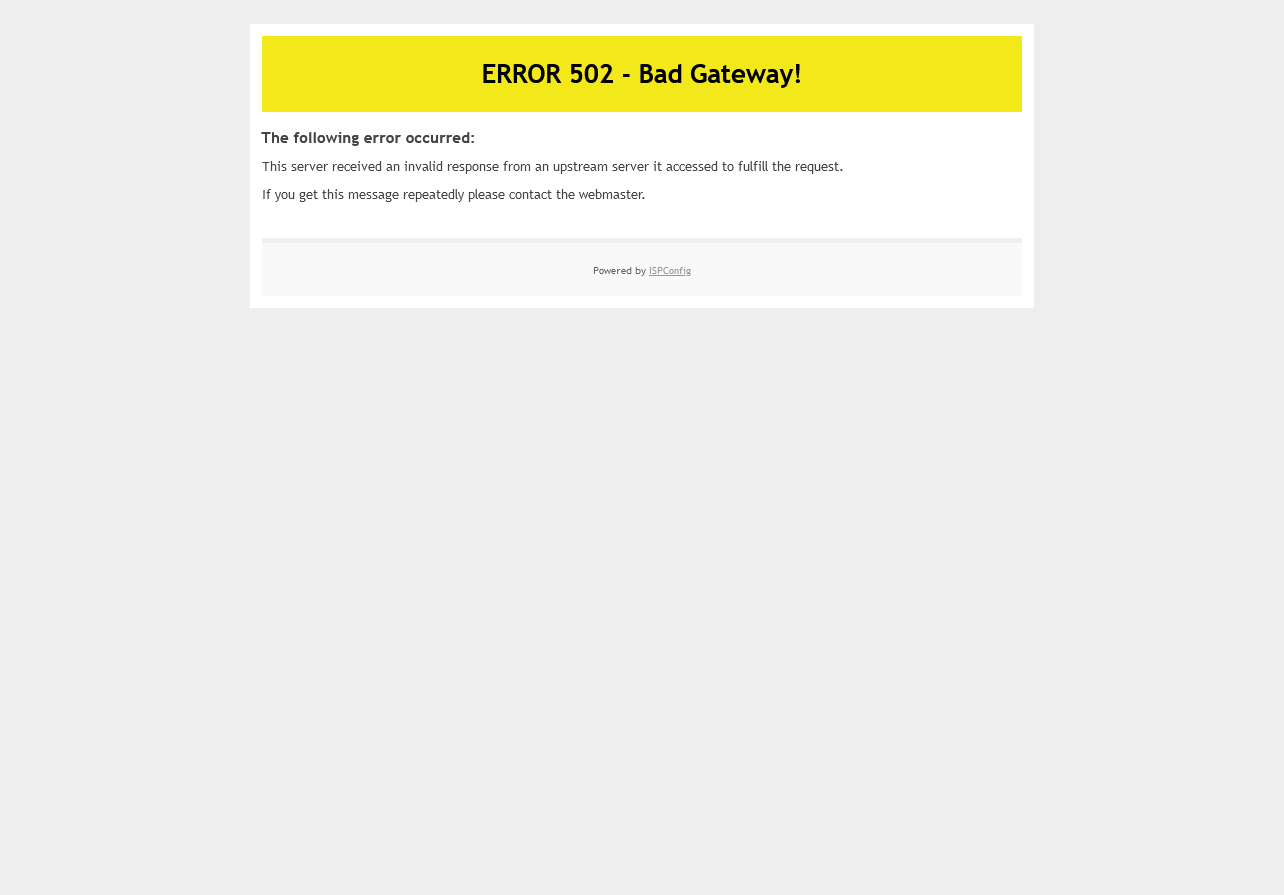 ERROR 502 - Bad Gateway!
The following error occurred:
This server received an invalid response from an upstream server it accessed to fulfill the request.
If you get this message repeatedly please contact the webmaster.
Powered by ISPConfig